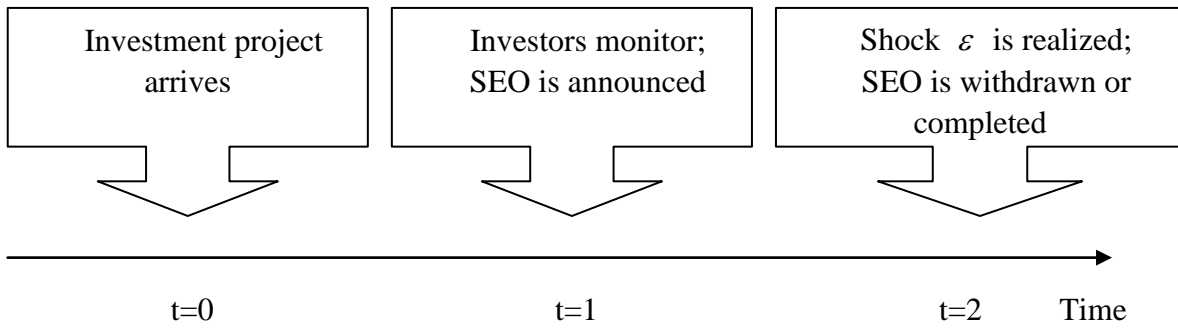 Investment project
arrives
Investors monitor;
SEO is announced
Shock ε is realized;
SEO is withdrawn or
completed
t=0
t=1
t=2
Time